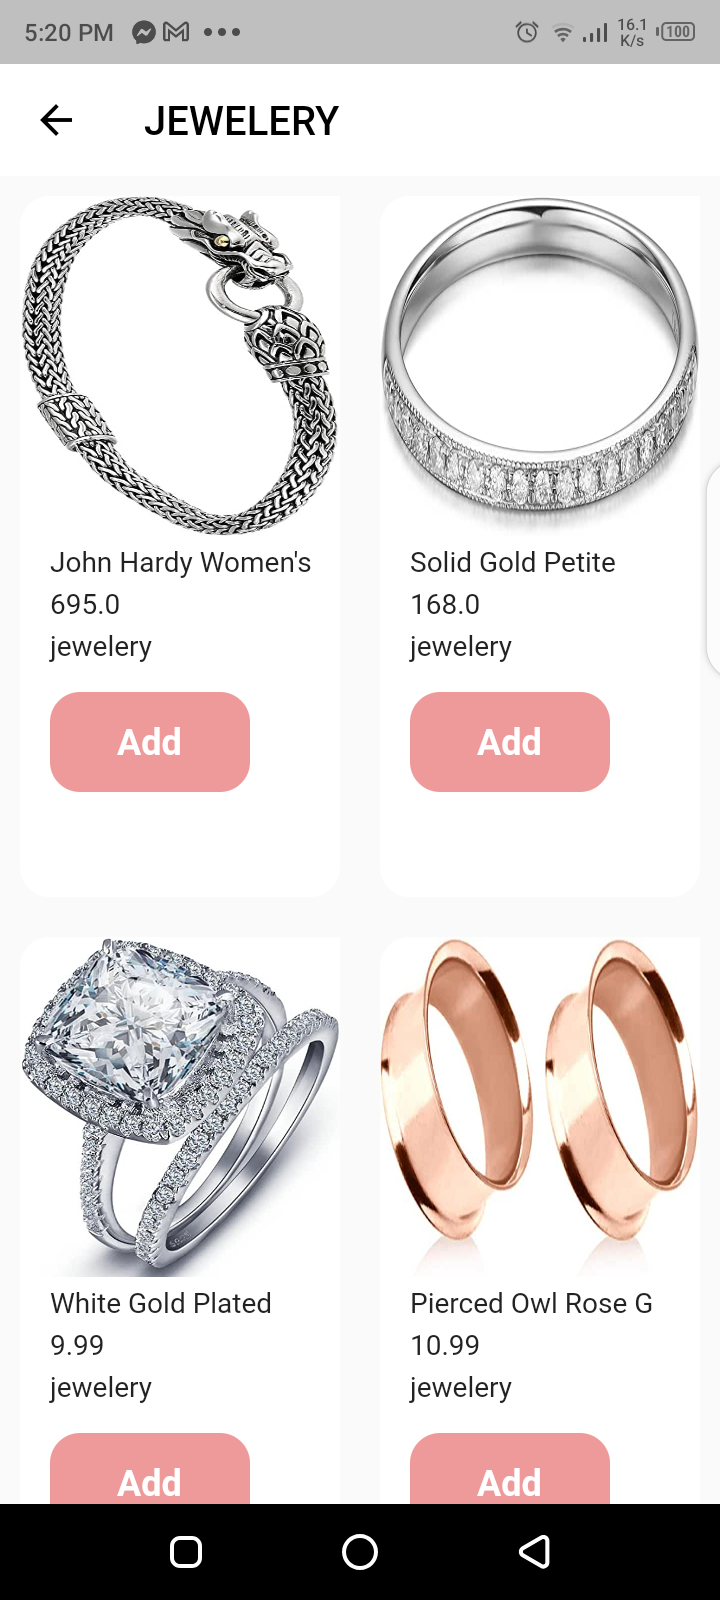 5:20 PM
16.1
K/s
100
JEWELERY
John Hardy Women's
695.0
jewelery
Add
Solid Gold Petite
168.0
jewelery
Add
White Gold Plated
9.99
jewelery
Add
Pierced Owl Rose G
10.99
jewelery
Add